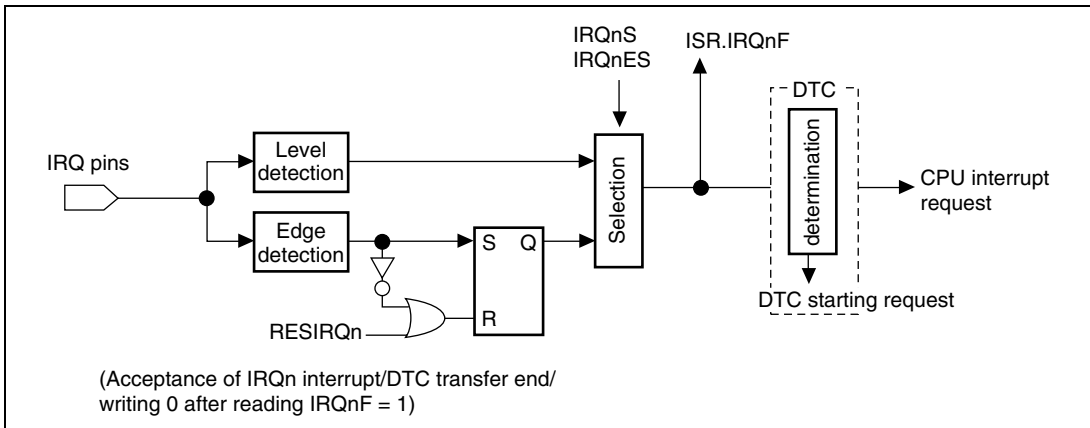 IRQnS
IRQnES
ISR.IRQnF
DTC
IRQ pins
Level
detection
Edge
detection
S Q
R
RESIRQn
Selection
determination
CPU interrupt
request
DTC starting request
(Acceptance of IRQn interrupt/DTC transfer end/
writing 0 after reading IRQnF = 1)